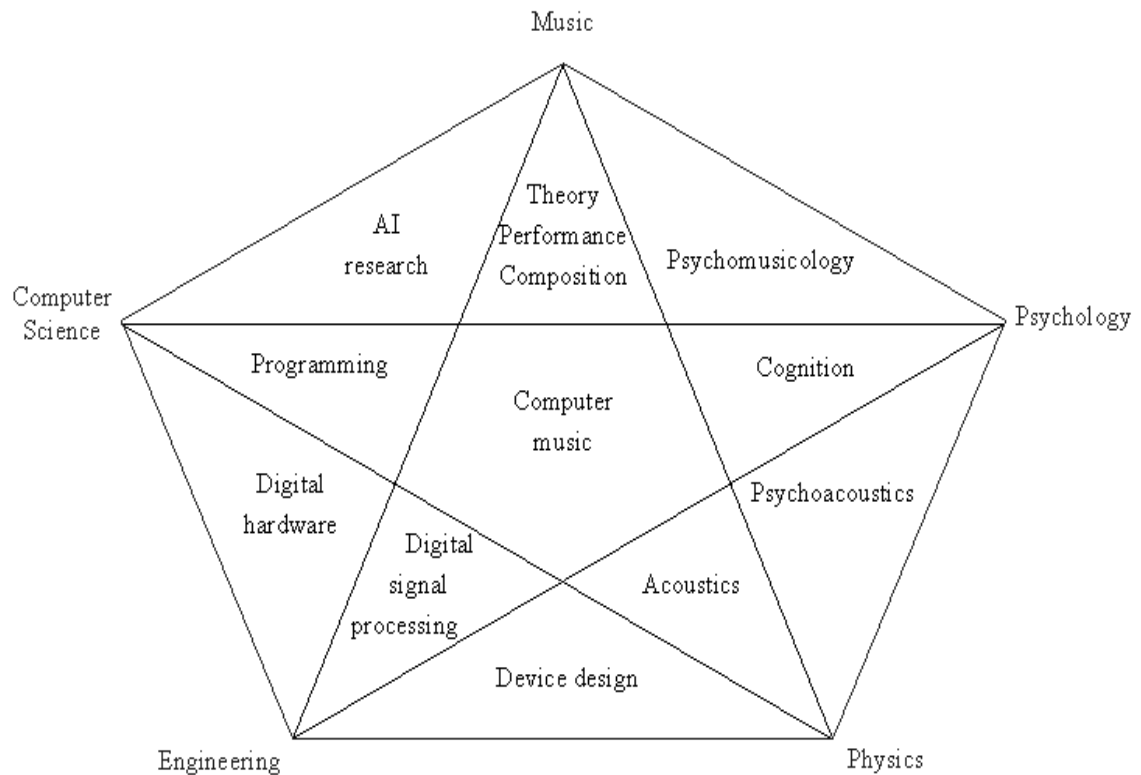 Music
Theory
Performance
Composition
AI
research
Psychomusicology
Computer
Science
Psychology
Programming
Cognition
Computer
music
Digital
hardware
Psychoacoustics
Digital
signal
processing
Acoustics
Device design
Engineering
Physics